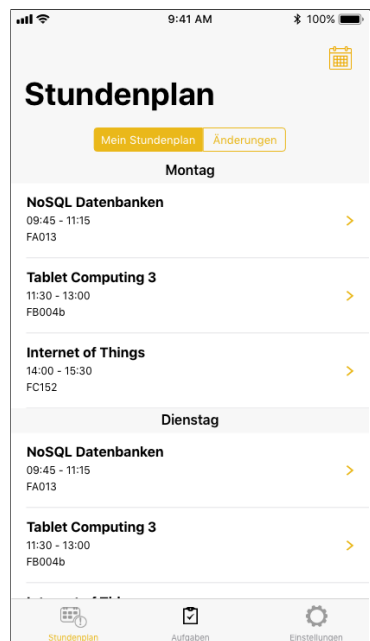 9:41 AM
100%
Stundenplan
Mein Stundenplan
Änderungen
Montag
NoSQL Datenbanken
09:45 - 11:15
FA013
Tablet Computing 3
11:30 - 13:00
FB004b
Internet of Things
14:00 - 15:30
FC152
Dienstag
NoSQL Datenbanken
09:45 - 11:15
FA013
Tablet Computing 3
11:30 - 13:00
FB004b
Stundenplan
Aufgaben
Einstellungen